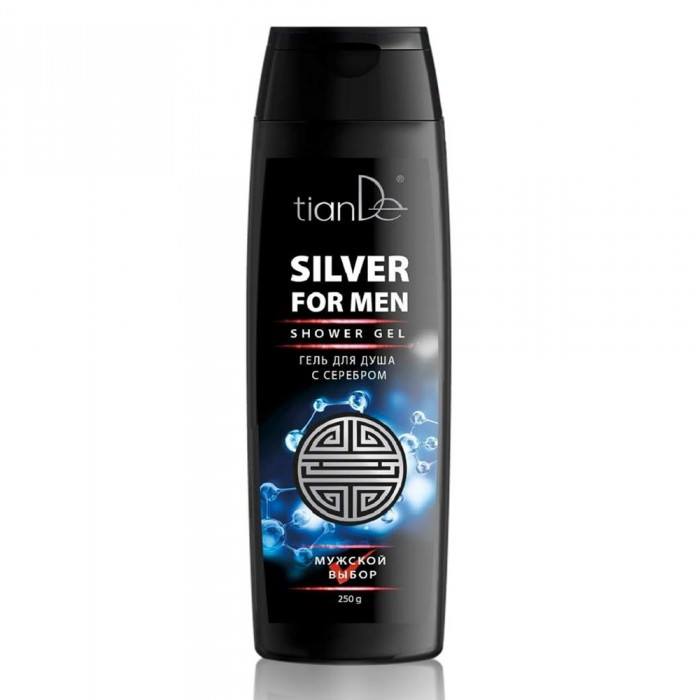 tianDe®
SILVER
FOR MEN
SHOWER GEL
ГЕЛЬ ДЛЯ ДУША
С СЕРЕБРОМ
МУЖСКОЙ
ВЫБОР
250 g